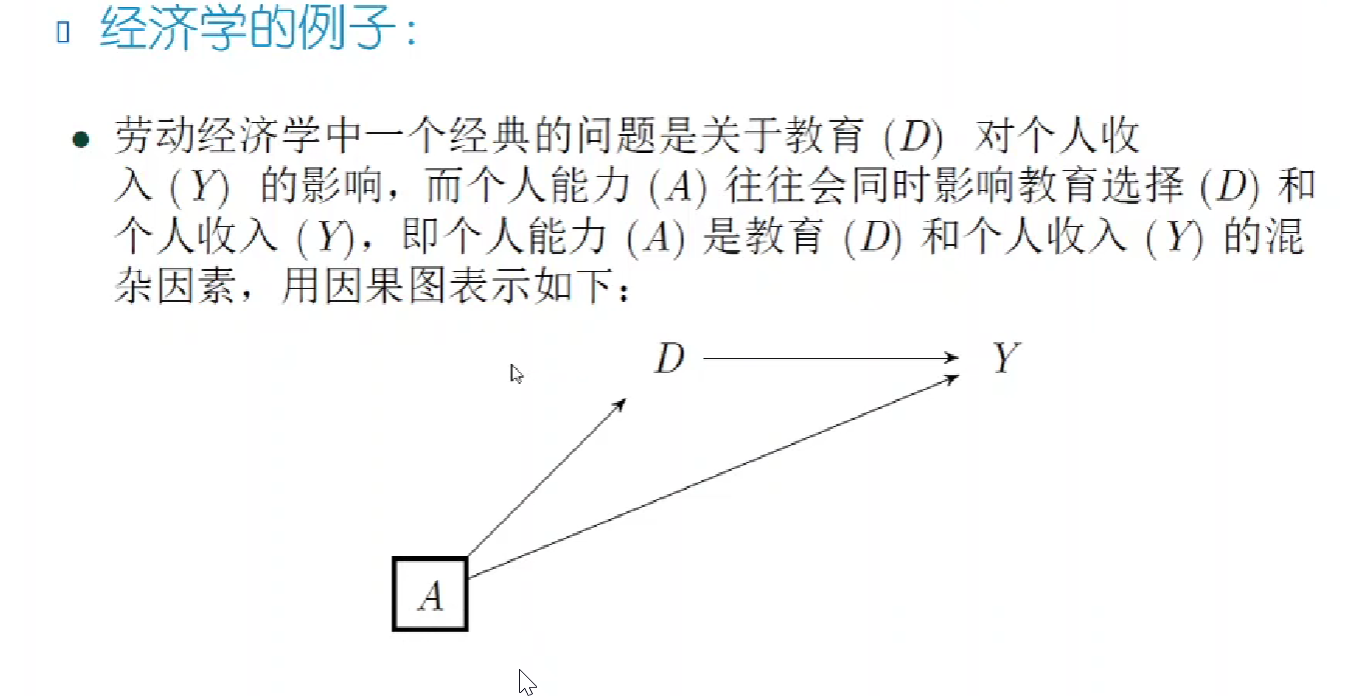 经济学的例子:
劳动经济学中一个经典的问题是关于教育 (D) 对个人收
入 (Y) 的影响，而个人能力 (A) 往往会同时影响教育选择 (D) 和
个人收入 (Y)，即个人能力 (A) 是教育 (D) 和个人收入 (Y) 的混
杂因素，用因果图表示如下：
D Y
A